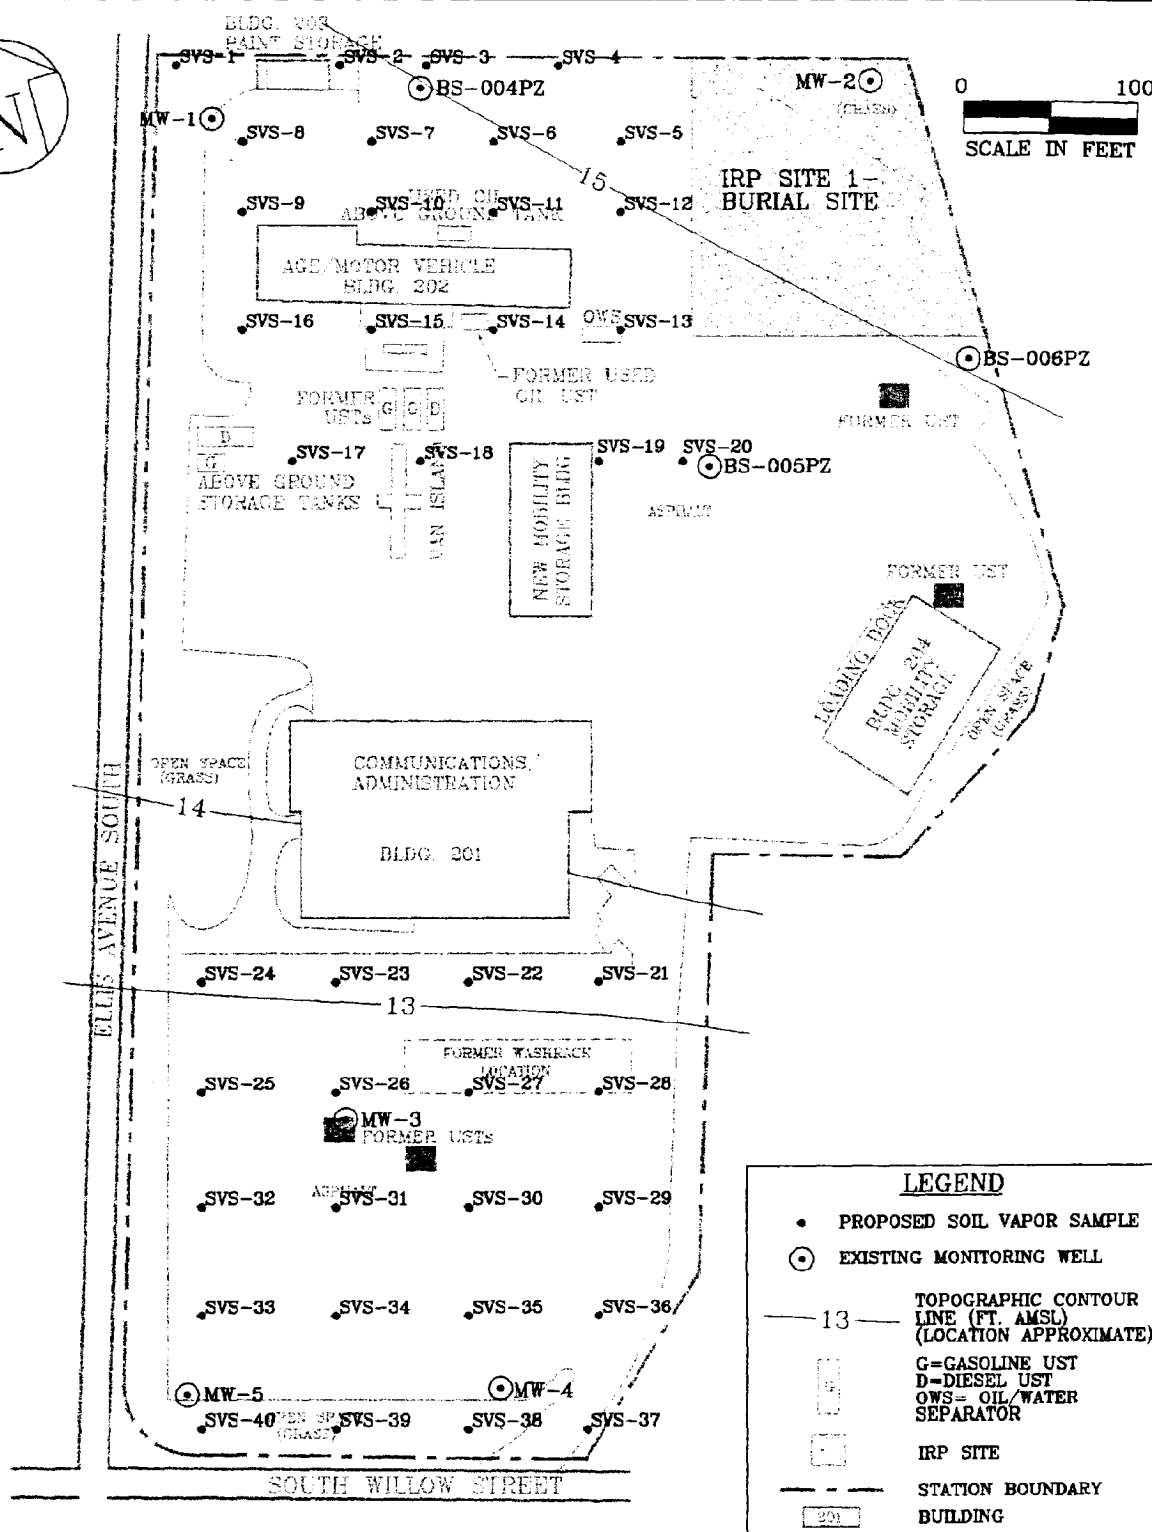 BLDG. 203
PAINT STORAGE
SVS-1
SVS-2
SVS-3
SVS-4
BS-004PZ
MW-2
(GRASS)
0 100
SCALE IN FEET
N
MW-1
SVS-8
SVS-7
SVS-6
SVS-5
15
IRP SITE 1-
BURIAL SITE
SVS-9
SVS-10
SVS-11
SVS-12
USED OIL
ABOVE GROUND TANK
AGE/MOTOR VEHICLE
BLDG. 202
SVS-16
SVS-15
SVS-14
OWS
SVS-13
BS-006PZ
FORMER USED
OIL UST
FORMER
USTs
G
G
D
FORMER UST
D
G
SVS-17
SVS-18
SVS-19
SVS-20
BS-005PZ
ABOVE GROUND
STORAGE TANKS
VAN ISLAND
NEW MOBILITY
STORAGE BLDG
ASPHALT
FORMER UST
LOADING DOCK
BLDG. 204
MOBILITY
STORAGE
OPEN SPACE
(GRASS)
OPEN SPACE
(GRASS)
COMMUNICATIONS,
ADMINISTRATION
14
BLDG. 201
ELLIS AVENUE SOUTH
SVS-24
SVS-23
SVS-22
SVS-21
13
FORMER WASHRACK
LOCATION
SVS-25
SVS-26
SVS-27
SVS-28
MW-3
FORMER USTs
ASPHALT
SVS-32
SVS-31
SVS-30
SVS-29
SVS-33
SVS-34
SVS-35
SVS-36
MW-5
MW-4
SVS-40
OPEN SPACE
(GRASS)
SVS-39
SVS-38
SVS-37
SOUTH WILLOW STREET
LEGEND
PROPOSED SOIL VAPOR SAMPLE
EXISTING MONITORING WELL
13
TOPOGRAPHIC CONTOUR
LINE (FT. AMSL)
(LOCATION APPROXIMATE)
G
G=GASOLINE UST
D=DIESEL UST
OWS= OIL/WATER
SEPARATOR
IRP SITE
STATION BOUNDARY
201
BUILDING